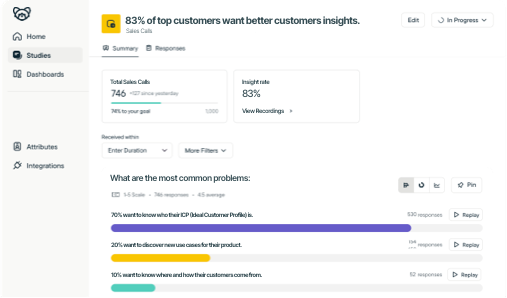 Home
Studies
Dashboards
Attributes
Integrations
83% of top customers want better customers insights.
Sales Calls
Edit
In Progress
Summary
Responses
Total Sales Calls
746 +127 since yesterday
74% to your goal
1,000
Insight rate
83%
View Recordings
Received within
Enter Duration
More Filters
What are the most common problems:
1-5 Scale - 746 responses - 4.5 average
Pin
70% want to know who their ICP (Ideal Customer Profile) is.
530 responses
Replay
20% want to discover new use cases for their product.
responses
Replay
10% want to know where and how their customers come from.
52 responses
Replay